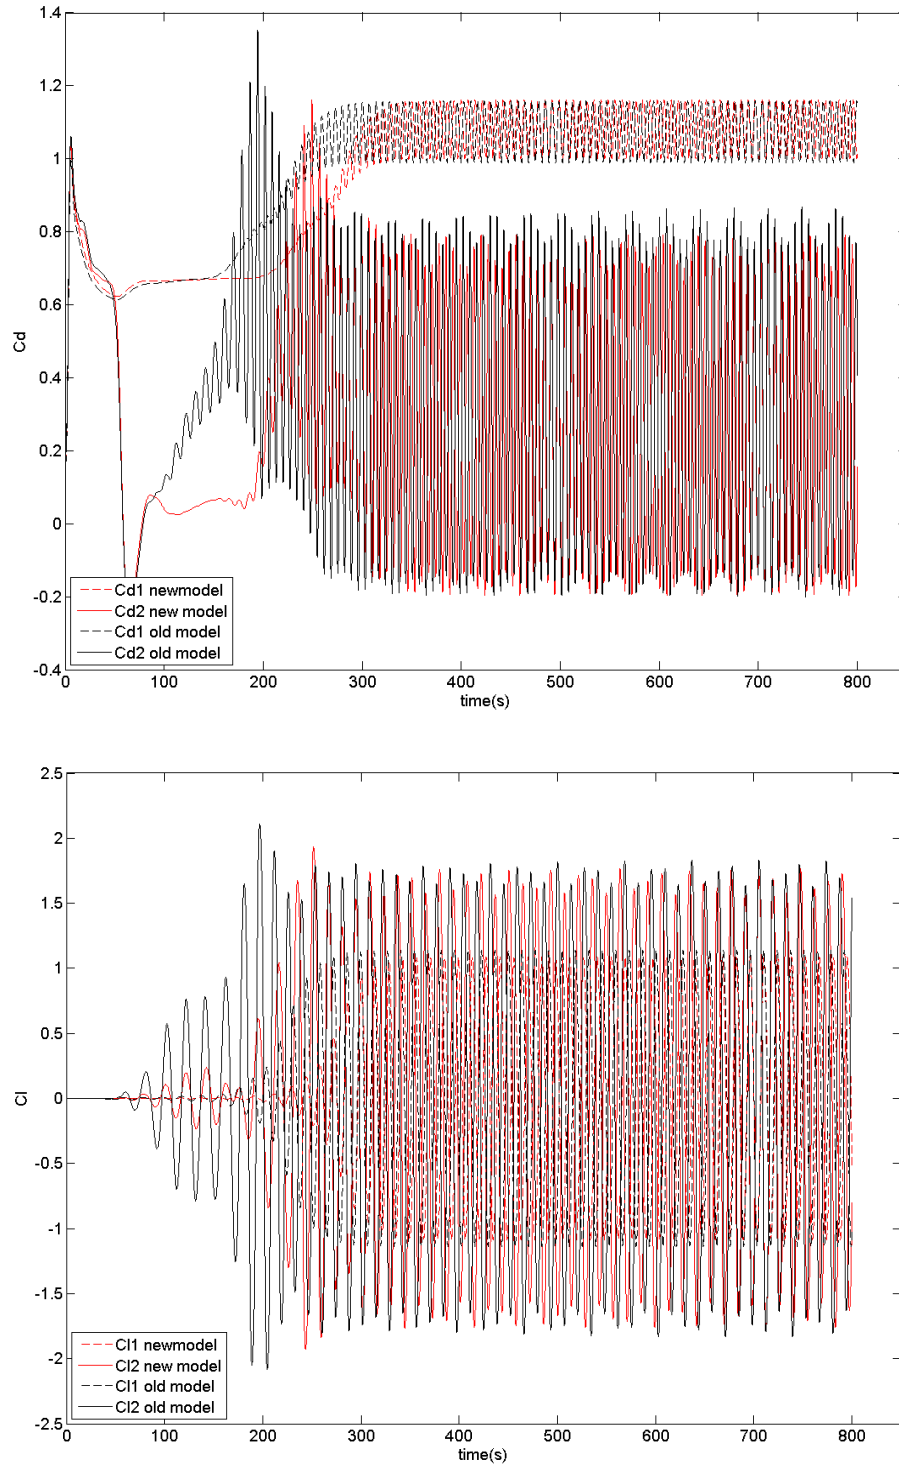 1.4
1.2
1
0.8
0.6
0.4
0.2
0
-0.2
-0.4
Cd
Cd1 newmodel
Cd2 new model
Cd1 old model
Cd2 old model
0 100 200 300 400 500 600 700 800
time(s)
2.5
2
1.5
1
0.5
0
-0.5
-1
-1.5
-2
-2.5
Cl
Cl1 newmodel
Cl2 new model
Cl1 old model
Cl2 old model
0 100 200 300 400 500 600 700 800
time(s)